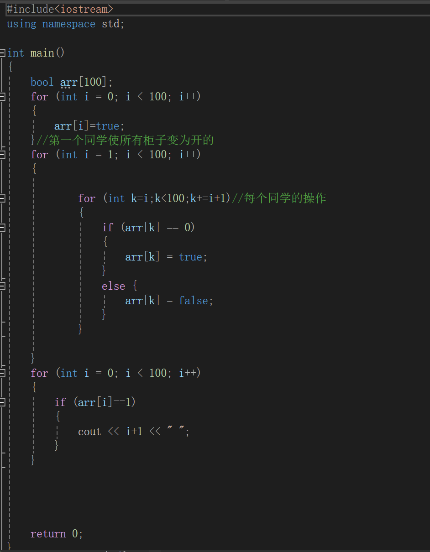 #include<iostream>
using namespace std;
int main()
{
bool arr[100];
for (int i = 0; i < 100; i++)
{
arr[i]=true;
}//第一个同学使所有柜子变为开的
for (int i = 1; i < 100; i++)
{
for (int k=i;k<100;k+=i+1)//每个同学的操作
{
if (arr[k] == 0)
{
arr[k] = true;
}
else {
arr[k] = false;
}
}
}
for (int i = 0; i < 100; i++)
{
if (arr[i]==1)
{
cout << i+1 << " ";
}
}
return 0;
}